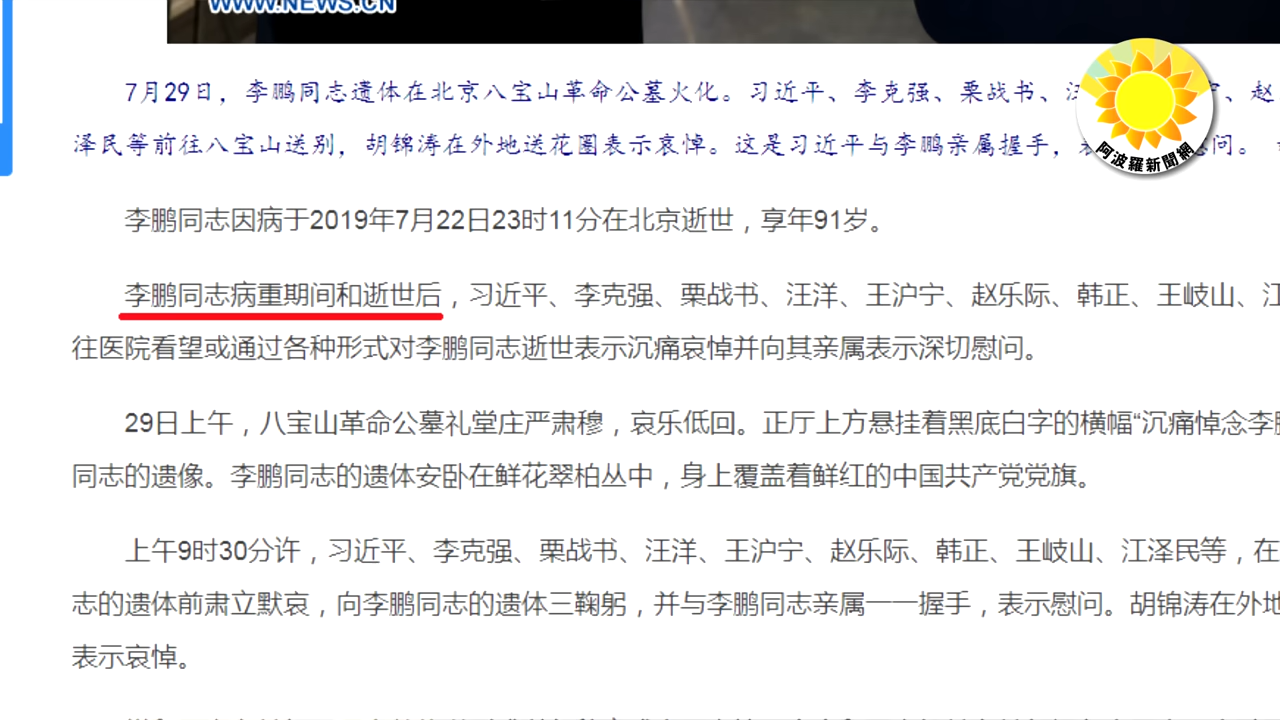 WWW.NEWS.CN
7月29日，李鹏同志遗体在北京八宝山革命公墓火化。习近平、李克强、栗战书、汪 、赵
泽民等前往八宝山送别，胡锦涛在外地送花圈表示哀悼。这是习近平与李鹏亲属握手，表 问。
阿波羅新聞網
李鹏同志因病于2019年7月22日23时11分在北京逝世，享年91岁。
李鹏同志病重期间和逝世后，习近平、李克强、栗战书、汪洋、王沪宁、赵乐际、韩正、王岐山、江
往医院看望或通过各种形式对李鹏同志逝世表示沉痛哀悼并向其亲属表示深切慰问。
29日上午，八宝山革命公墓礼堂庄严肃穆，哀乐低回。正厅上方悬挂着黑底白字的横幅“沉痛悼念李鹏
同志的遗像。李鹏同志的遗体安卧在鲜花翠柏丛中，身上覆盖着鲜红的中国共产党党旗。
上午9时30分许，习近平、李克强、栗战书、汪洋、王沪宁、赵乐际、韩正、王岐山、江泽民等，在
志的遗体前肃立默哀，向李鹏同志的遗体三鞠躬，并与李鹏同志亲属一一握手，表示慰问。胡锦涛在外地
表示哀悼。